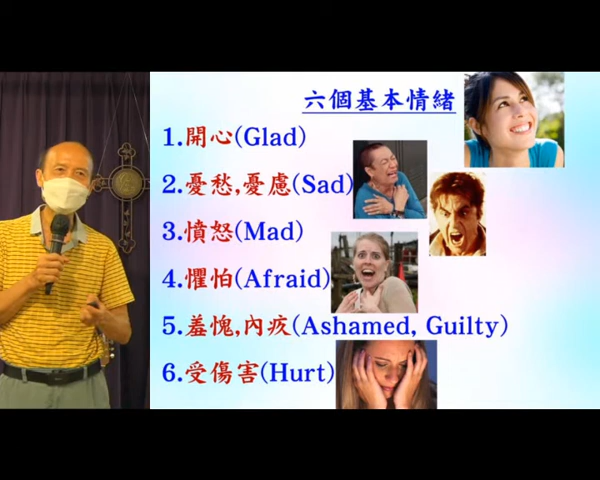 六個基本情緒
1.開心(Glad)
2.憂愁,憂慮(Sad)
3.憤怒(Mad)
4.懼怕(Afraid)
5.羞愧,內疚(Ashamed, Guilty)
6.受傷害(Hurt)